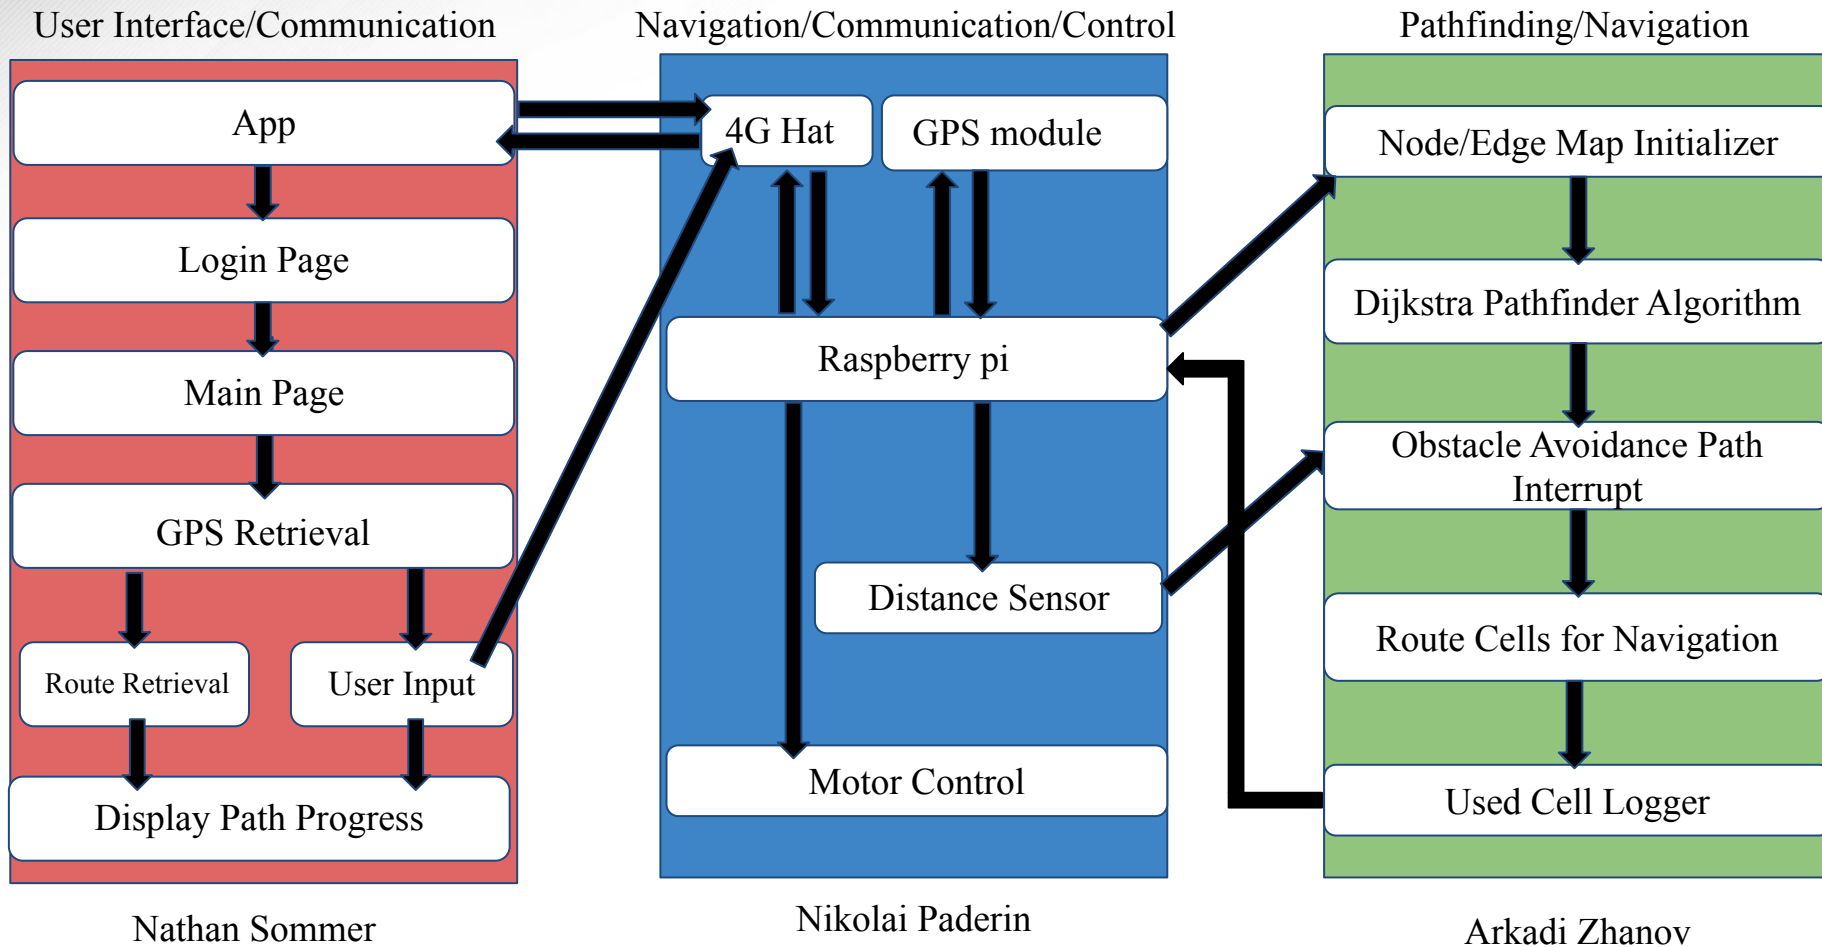 User Interface/Communication
App
Login Page
Main Page
GPS Retrieval
Route Retrieval
User Input
Display Path Progress
Nathan Sommer
Navigation/Communication/Control
4G Hat
GPS module
Raspberry pi
Distance Sensor
Motor Control
Nikolai Paderin
Pathfinding/Navigation
Node/Edge Map Initializer
Dijkstra Pathfinder Algorithm
Obstacle Avoidance Path
Interrupt
Route Cells for Navigation
Used Cell Logger
Arkadi Zhanov